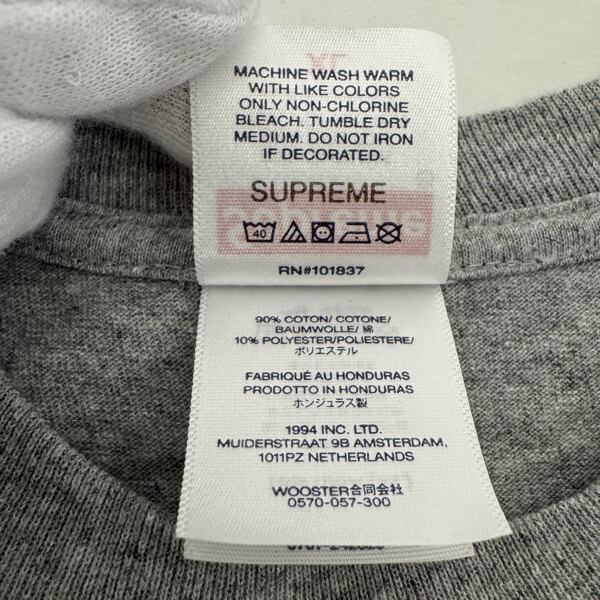 XL
MACHINE WASH WARM
WITH LIKE COLORS
ONLY NON-CHLORINE
BLEACH. TUMBLE DRY
MEDIUM. DO NOT IRON
IF DECORATED.
SUPREME
40
RN#101837
90% COTON/ COTONE/
BAUMWOLLE/ 綿
10% POLYESTER/POLIESTERE/
ポリエステル
FABRIQUÉ AU HONDURAS
PRODOTTO IN HONDURAS
ホンジュラス製
1994 INC. LTD.
MUIDERSTRAAT 9B AMSTERDAM,
1011PZ NETHERLANDS
WOOSTER合同会社
0570-057-300